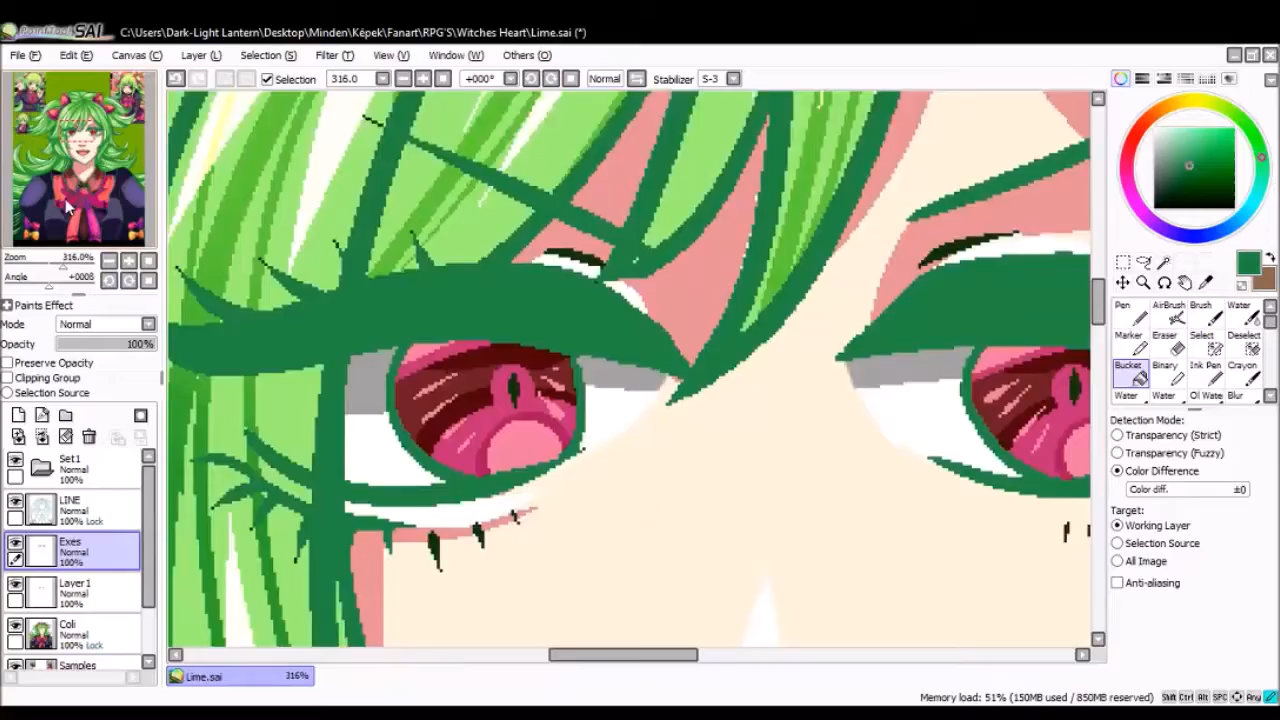 PaintTool SAI C:\Users\Dark-Light Lantern\Desktop\Minden\Képek\Fanart\RPG'S\Witches Heart\Lime.sai (*)
File (F) Edit (E) Canvas (C) Layer (L) Selection (S) Filter (T) View (V) Window (W) Others (O)
Selection 316.0 +000° Normal Stabilizer S-3
Zoom 316.0%
Angle +000°
Paints Effect
Mode Normal
Opacity 100%
Preserve Opacity
Clipping Group
Selection Source
Set1
Normal
100%
LINE
Normal
100% Lock
Exes
Normal
100%
Layer1
Normal
100%
Coli
Normal
100% Lock
Samples
Pen AirBrush Brush Water
Marker Eraser Select Deselect
Bucket Binary Ink Pen Crayon
Water Water Oil Wate Blur
Detection Mode:
Transparency (Strict)
Transparency (Fuzzy)
Color Difference
Color diff. ±0
Target:
Working Layer
Selection Source
All Image
Anti-aliasing
Lime.sai 316%
Memory load: 51% (150MB used / 850MB reserved) Shift Ctrl Alt SPC Any